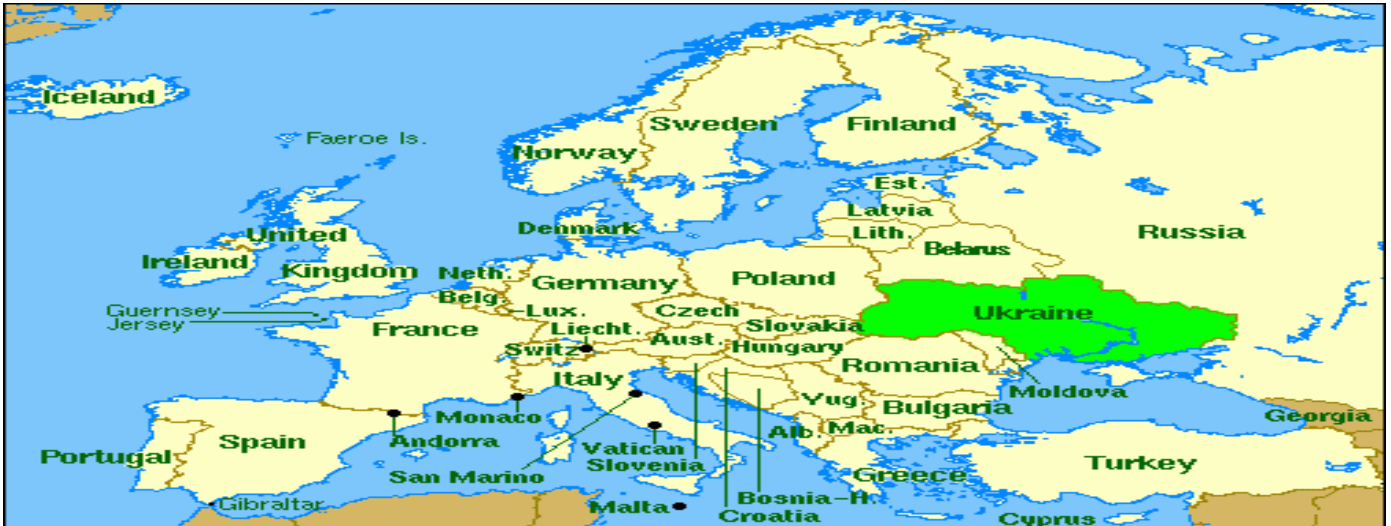 Iceland
Faeroe Is.
Sweden
Finland
Norway
Est.
Latvia
Denmark
Lith.
United
Kingdom
Ireland
Belarus
Russia
Neth.
Germany
Poland
Belg.
Guernsey
Jersey
Lux.
Czech
Ukraine
France
Liecht.
Slovakia
Switz
Aust.
Hungary
Italy
Romania
Moldova
Yug.
Bulgaria
Monaco
Georgia
Andorra
Alb.
Mac.
Spain
Vatican
Portugal
Slovenia
San Marino
Turkey
Greece
Gibraltar
Bosnia-H.
Malta
Croatia
Cyprus